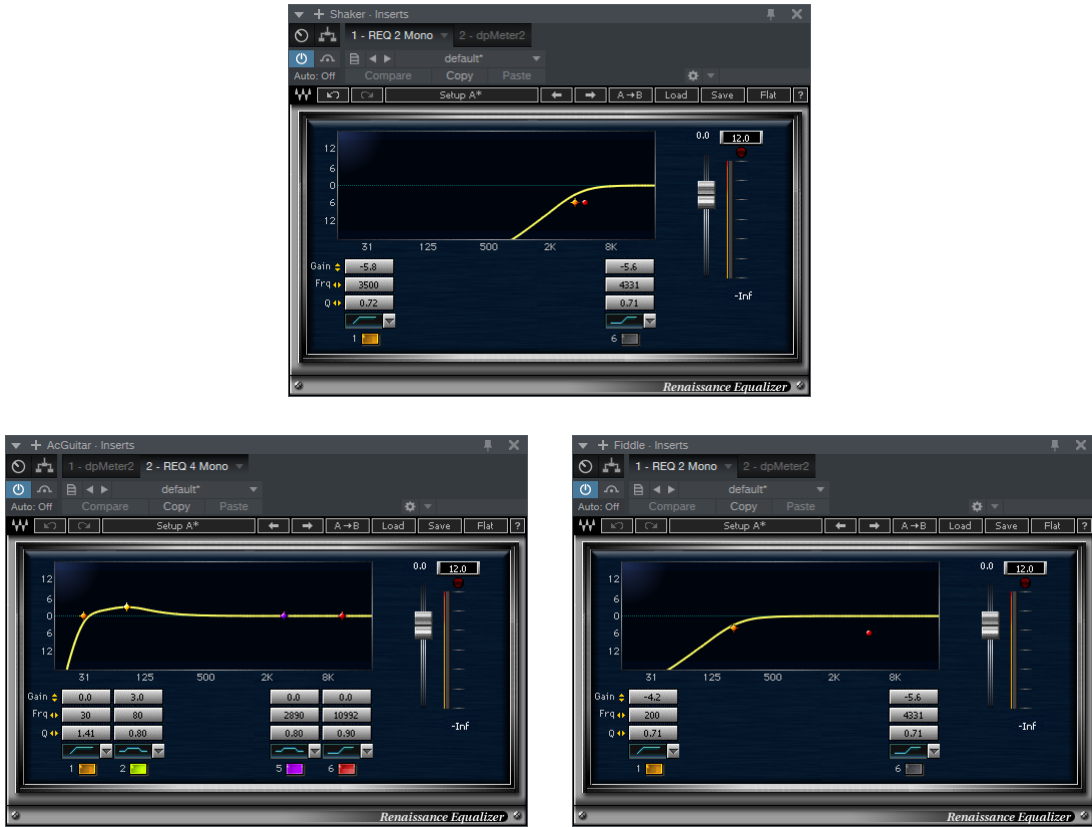 Shaker - Inserts
1 - REQ 2 Mono 2 - dpMeter2
default*
Auto: Off Compare Copy Paste
Setup A* A→B Load Save Flat ?
0.0 12.0
12
6
0
6
12
31 125 500 2K 8K
-Inf
Gain -5.8 -5.6
Frq 3500 4331
Q 0.72 0.71
1 6
Renaissance Equalizer
AcGuitar - Inserts
1 - dpMeter2 2 - REQ 4 Mono
default*
Auto: Off Compare Copy Paste
Setup A* A→B Load Save Flat ?
0.0 12.0
12
6
0
6
12
31 125 500 2K 8K
Gain 0.0 3.0 0.0 0.0
Frq 30 80 2890 10992
-Inf
Q 1.41 0.80 0.80 0.90
1 2 5 6
Renaissance Equalizer
Fiddle - Inserts
1 - REQ 2 Mono 2 - dpMeter2
default*
Auto: Off Compare Copy Paste
Setup A* A→B Load Save Flat ?
0.0 12.0
12
6
0
6
12
31 125 500 2K 8K
Gain -4.2 -5.6
Frq 200 4331
-Inf
Q 0.71 0.71
1 6
Renaissance Equalizer